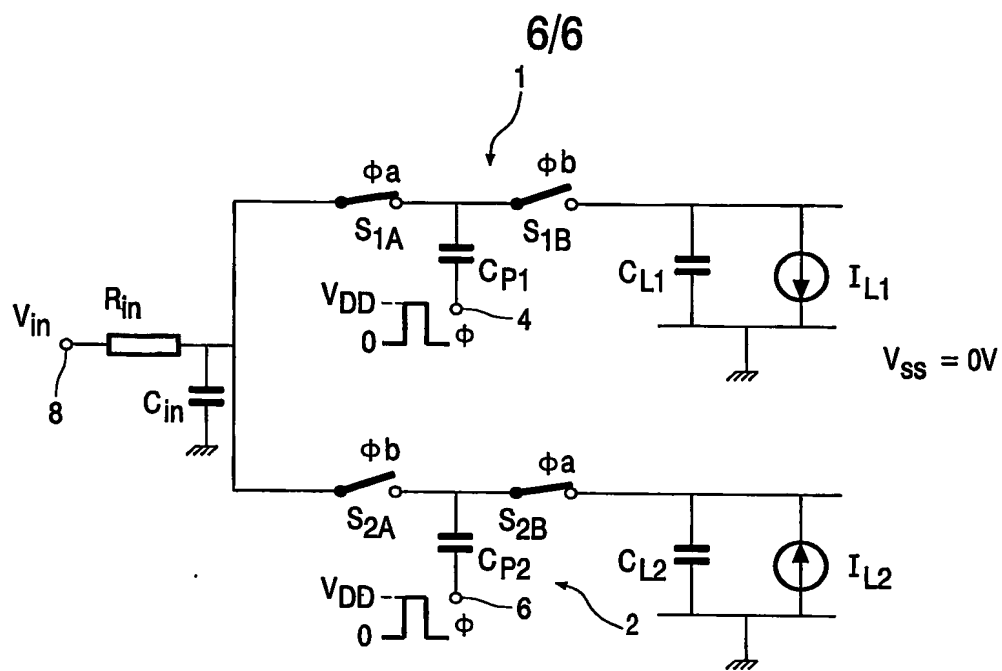 6/6
1
Φa
Φb
S1A
S1B
CP1
CL1
IL1
VDD
0
Φ
4
Vin
Rin
8
Cin
VSS = 0V
Φb
Φa
S2A
S2B
CP2
CL2
IL2
VDD
0
Φ
6
2